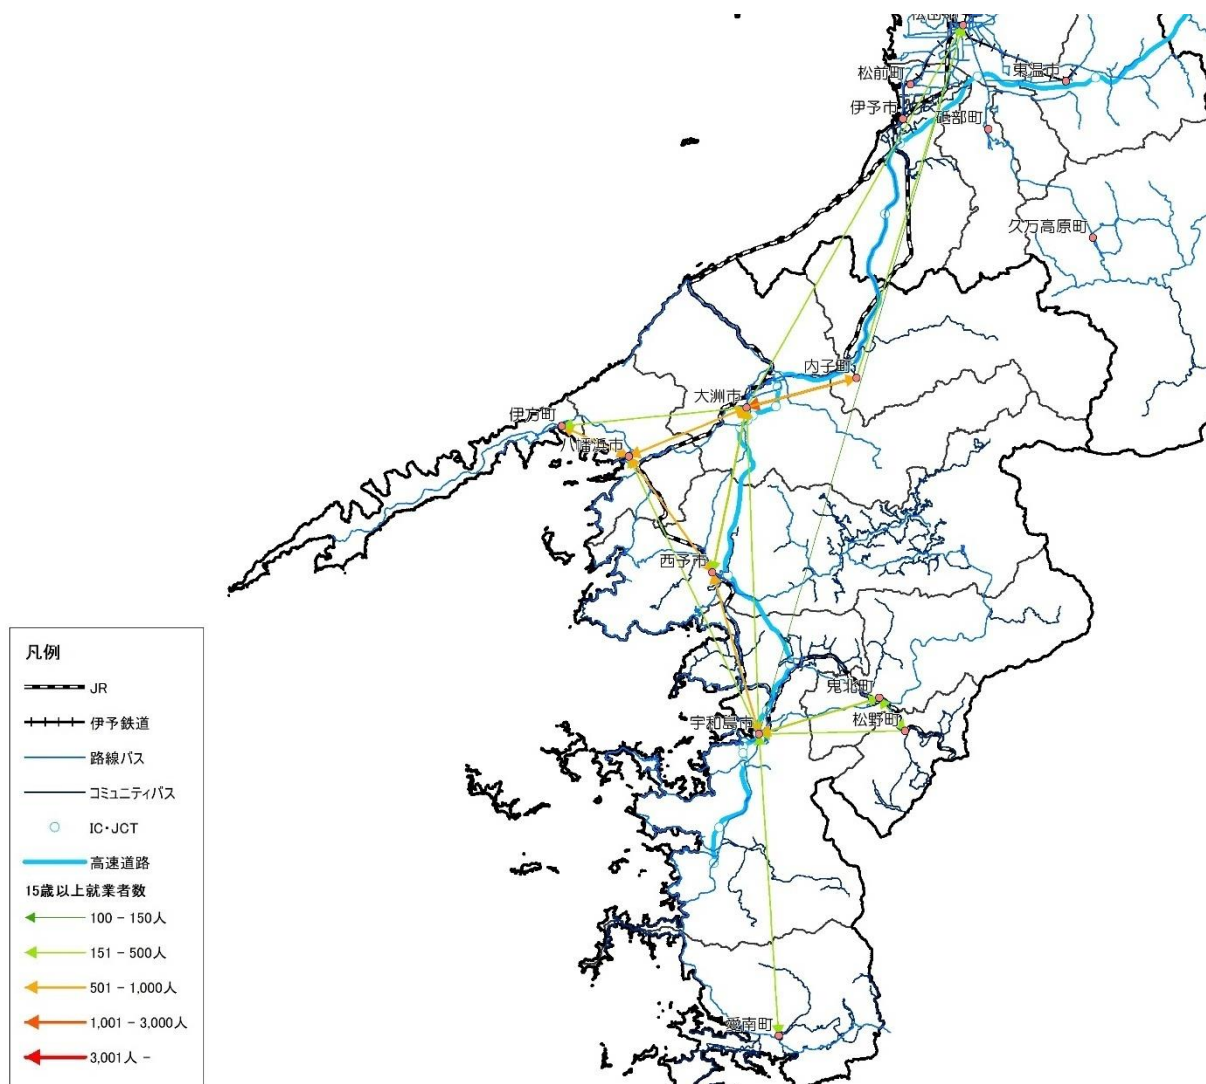 松前町
東温市
伊予市
砥部町
久万高原町
内子町
大洲市
伊方町
八幡浜市
西予市
鬼北町
宇和島市
松野町
愛南町
凡例
JR
伊予鉄道
路線バス
コミュニティバス
IC・JCT
高速道路
15歳以上就業者数
100 - 150人
151 - 500人
501 - 1,000人
1,001 - 3,000人
3,001人 -